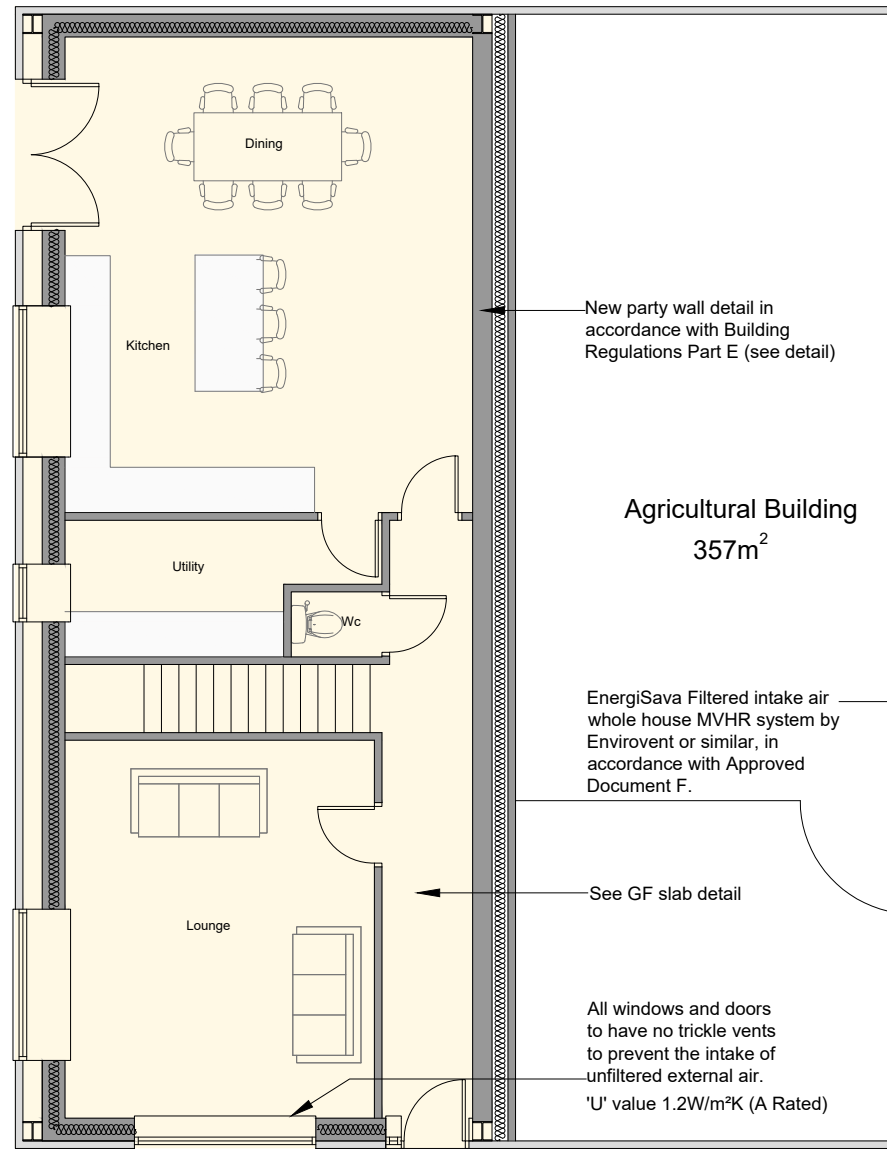 Dining
New party wall detail in
accordance with Building
Regulations Part E (see detail)
Kitchen
Agricultural Building
357m²
Utility
Wc
EnergiSava Filtered intake air
whole house MVHR system by
Envirovent or similar, in
accordance with Approved
Document F.
See GF slab detail
Lounge
All windows and doors
to have no trickle vents
to prevent the intake of
unfiltered external air.
'U' value 1.2W/m²K (A Rated)